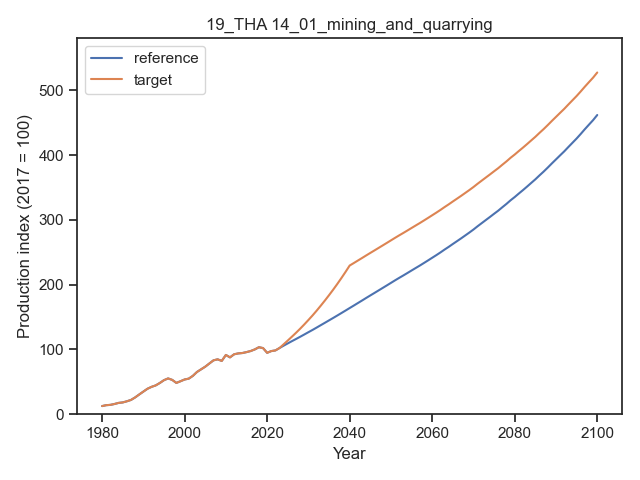 19_THA 14_01_mining_and_quarrying
reference
target
Production index (2017 = 100)
500
400
300
200
100
0
1980
2000
2020
2040
2060
2080
2100
Year